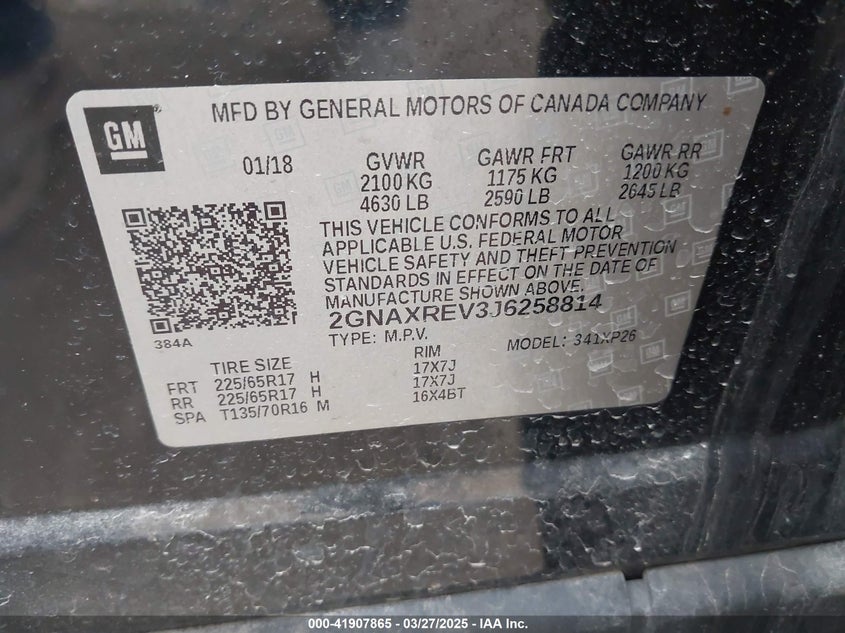 GM
MFD BY GENERAL MOTORS OF CANADA COMPANY
01/18 GVWR GAWR FRT GAWR RR
2100 KG 1175 KG 1200 KG
4630 LB 2590 LB 2645 LB
THIS VEHICLE CONFORMS TO ALL
APPLICABLE U.S. FEDERAL MOTOR
VEHICLE SAFETY AND THEFT PREVENTION
STANDARDS IN EFFECT ON THE DATE OF
MANUFACTURE SHOWN ABOVE.
2GNAXREV3J6258814
384A
TYPE: M.P.V. MODEL: 341XP26
TIRE SIZE RIM
FRT 225/65R17 H 17X7J
RR 225/65R17 H 17X7J
SPA T135/70R16 M 16X4BT
000-41907865 - 03/27/2025 - IAA Inc.